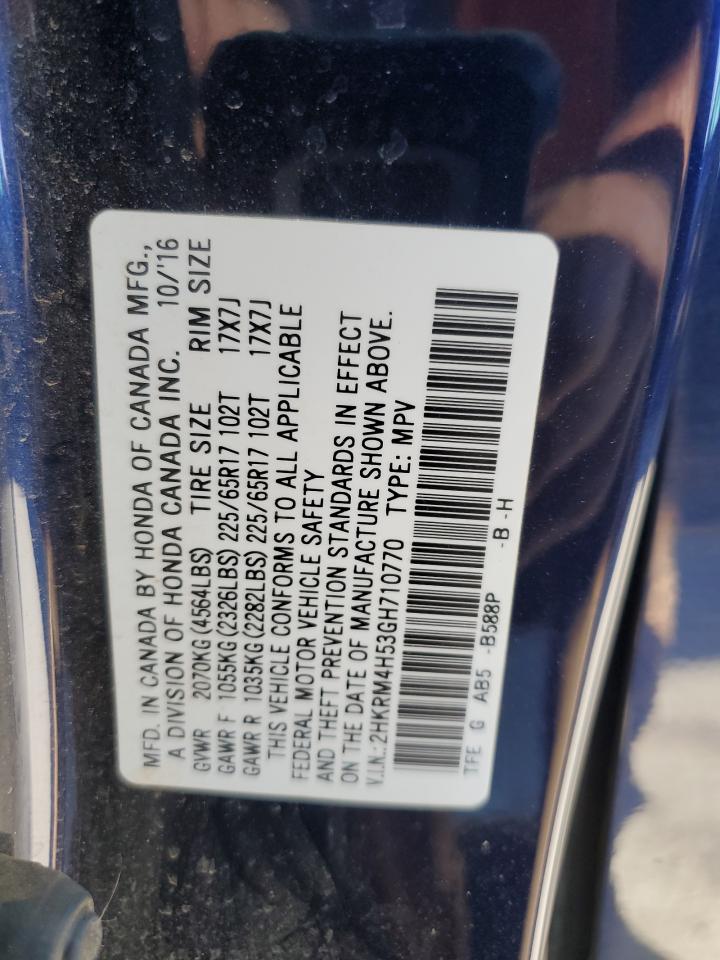 MFD. IN CANADA BY HONDA OF CANADA MFG.,
A DIVISION OF HONDA CANADA INC. 10/'16
GVWR 2070KG(4564LBS) TIRE SIZE RIM SIZE
GAWR F 1055KG(2326LBS) 225/65R17 102T 17X7J
GAWR R 1035KG(2282LBS) 225/65R17 102T 17X7J
THIS VEHICLE CONFORMS TO ALL APPLICABLE
FEDERAL MOTOR VEHICLE SAFETY
AND THEFT PREVENTION STANDARDS IN EFFECT
ON THE DATE OF MANUFACTURE SHOWN ABOVE.
V.I.N.:2HKRM4H53GH710770 TYPE: MPV
TFE G AB5 -B588P -B -H